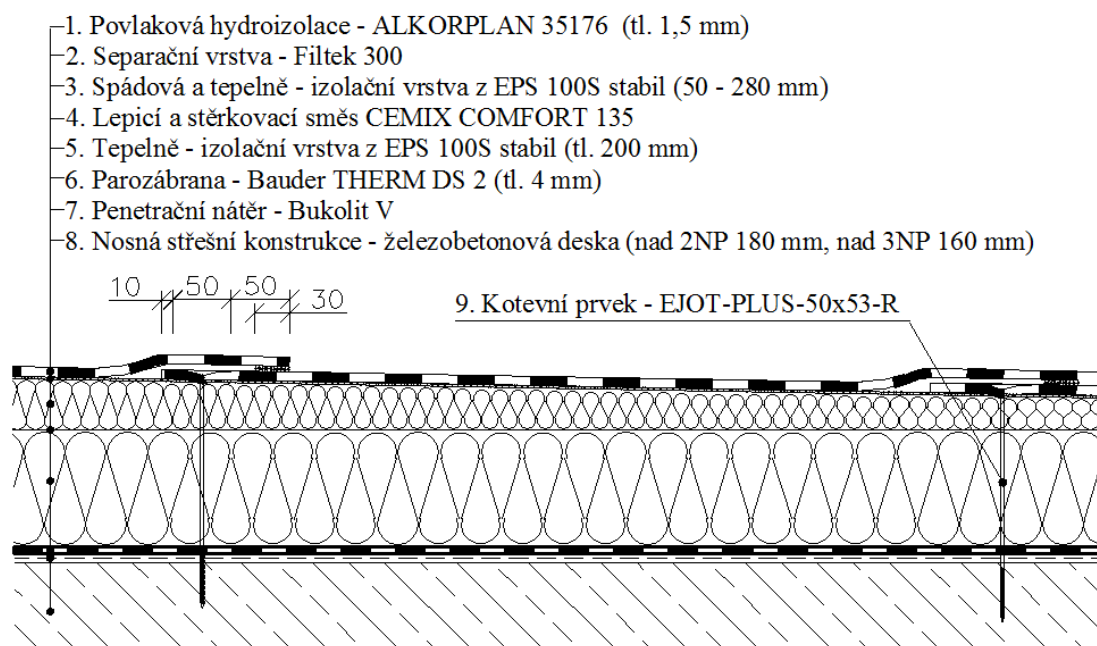 1. Povlaková hydroizolace - ALKORPLAN 35176 (tl. 1,5 mm)
2. Separační vrstva - Filtek 300
3. Spádová a tepelně - izolační vrstva z EPS 100S stabil (50 - 280 mm)
4. Lepicí a stěrkovací směs CEMIX COMFORT 135
5. Tepelně - izolační vrstva z EPS 100S stabil (tl. 200 mm)
6. Parozábrana - Bauder THERM DS 2 (tl. 4 mm)
7. Penetrační nátěr - Bukolit V
8. Nosná střešní konstrukce - železobetonová deska (nad 2NP 180 mm, nad 3NP 160 mm)
10 50 50
30
9. Kotevní prvek - EJOT-PLUS-50x53-R